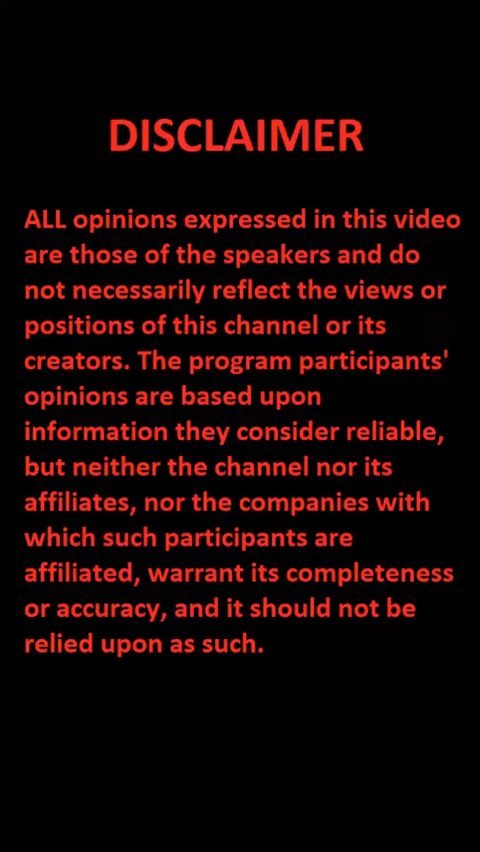 DISCLAIMER
ALL opinions expressed in this video
are those of the speakers and do
not necessarily reflect the views or
positions of this channel or its
creators. The program participants'
opinions are based upon
information they consider reliable,
but neither the channel nor its
affiliates, nor the companies with
which such participants are
affiliated, warrant its completeness
or accuracy, and it should not be
relied upon as such.